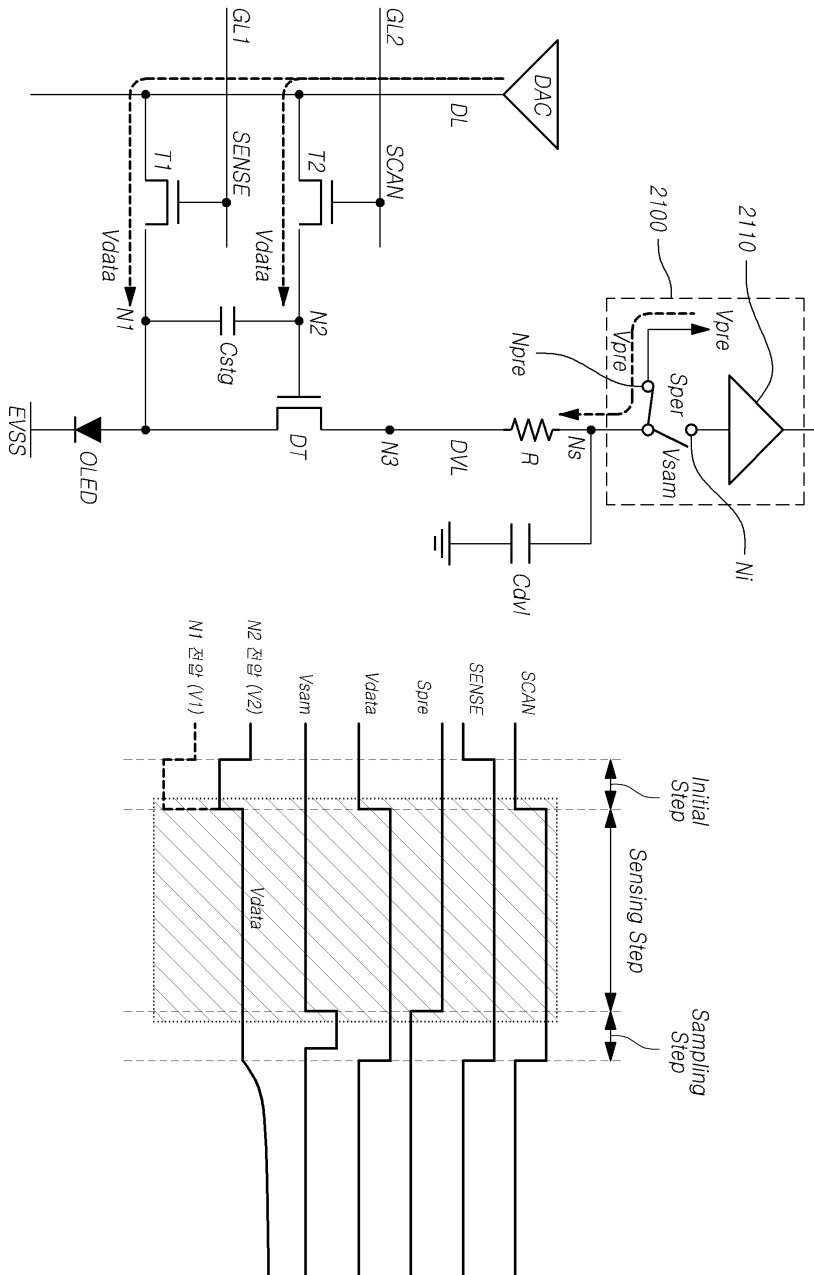 2110
2100
Vpre
Ni
Sper
Vsam
Vpre
Npre
Ns
R
Cdvl
DAC
DVL
DL
N3
GL2
SCAN
DT
T2
N2
Vdata
GL1
SENSE
Cstg
T1
N1
Vdata
OLED
EVSS
Initial
Step
Sensing Step
Sampling
Step
SCAN
SENSE
Spre
Vdata
Vsam
N2 전압 (V2)
Vdata
N1 전압 (V1)